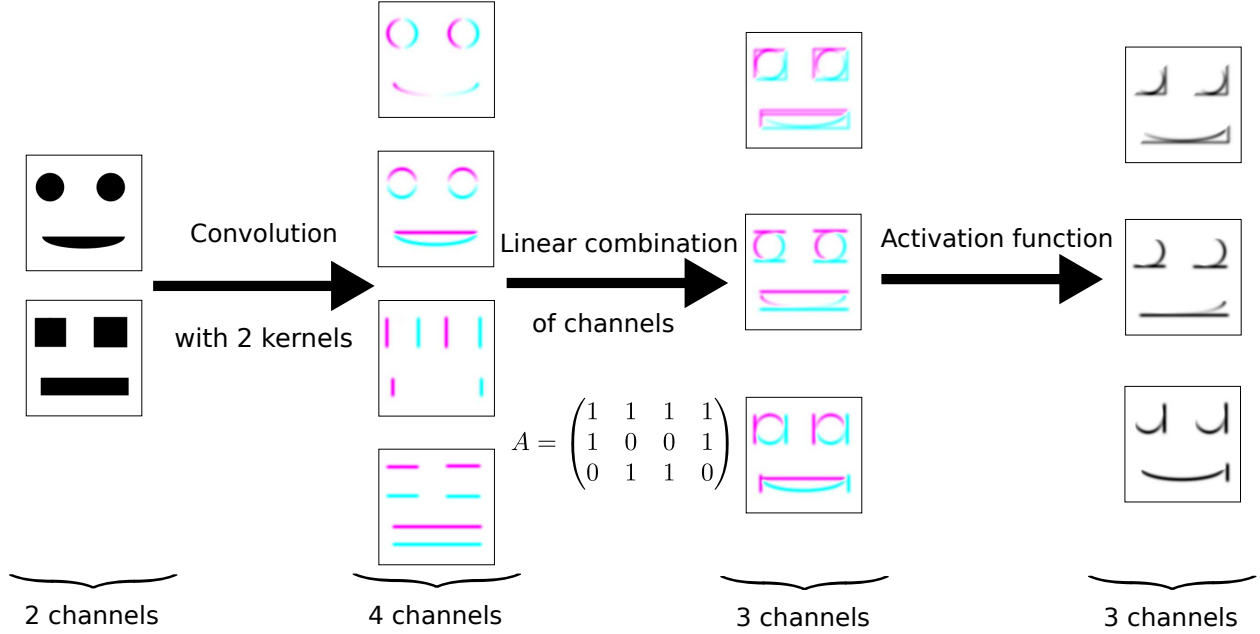 Convolution
with 2 kernels
Linear combination
of channels
A = (1 1 1 1
1 0 0 1
0 1 1 0)
Activation function
2 channels
4 channels
3 channels
3 channels